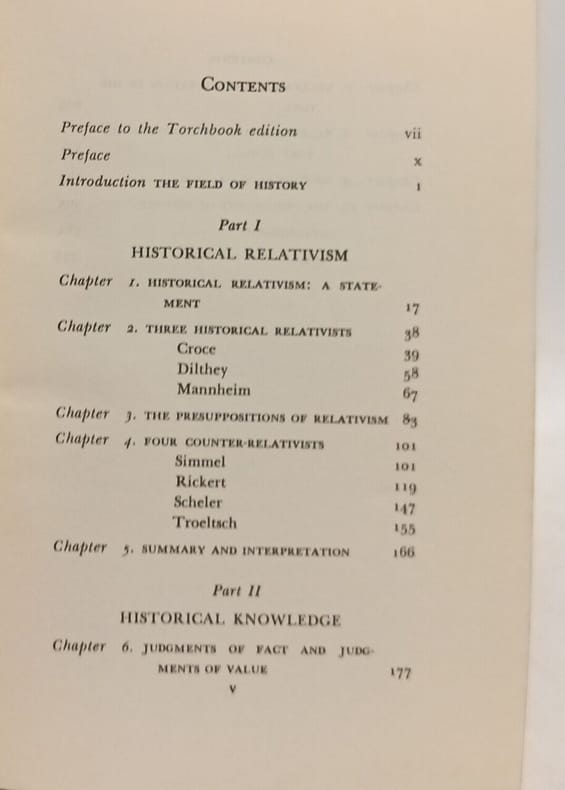 CONTENTS
Preface to the Torchbook edition vii
Preface x
Introduction THE FIELD OF HISTORY 1
Part I
HISTORICAL RELATIVISM
Chapter 1. HISTORICAL RELATIVISM: A STATE-
MENT 17
Chapter 2. THREE HISTORICAL RELATIVISTS 38
Croce 39
Dilthey 58
Mannheim 67
Chapter 3. THE PRESUPPOSITIONS OF RELATIVISM 83
Chapter 4. FOUR COUNTER-RELATIVISTS 101
Simmel 101
Rickert 119
Scheler 147
Troeltsch 155
Chapter 5. SUMMARY AND INTERPRETATION 166
Part II
HISTORICAL KNOWLEDGE
Chapter 6. JUDGMENTS OF FACT AND JUDG-
MENTS OF VALUE 177
v